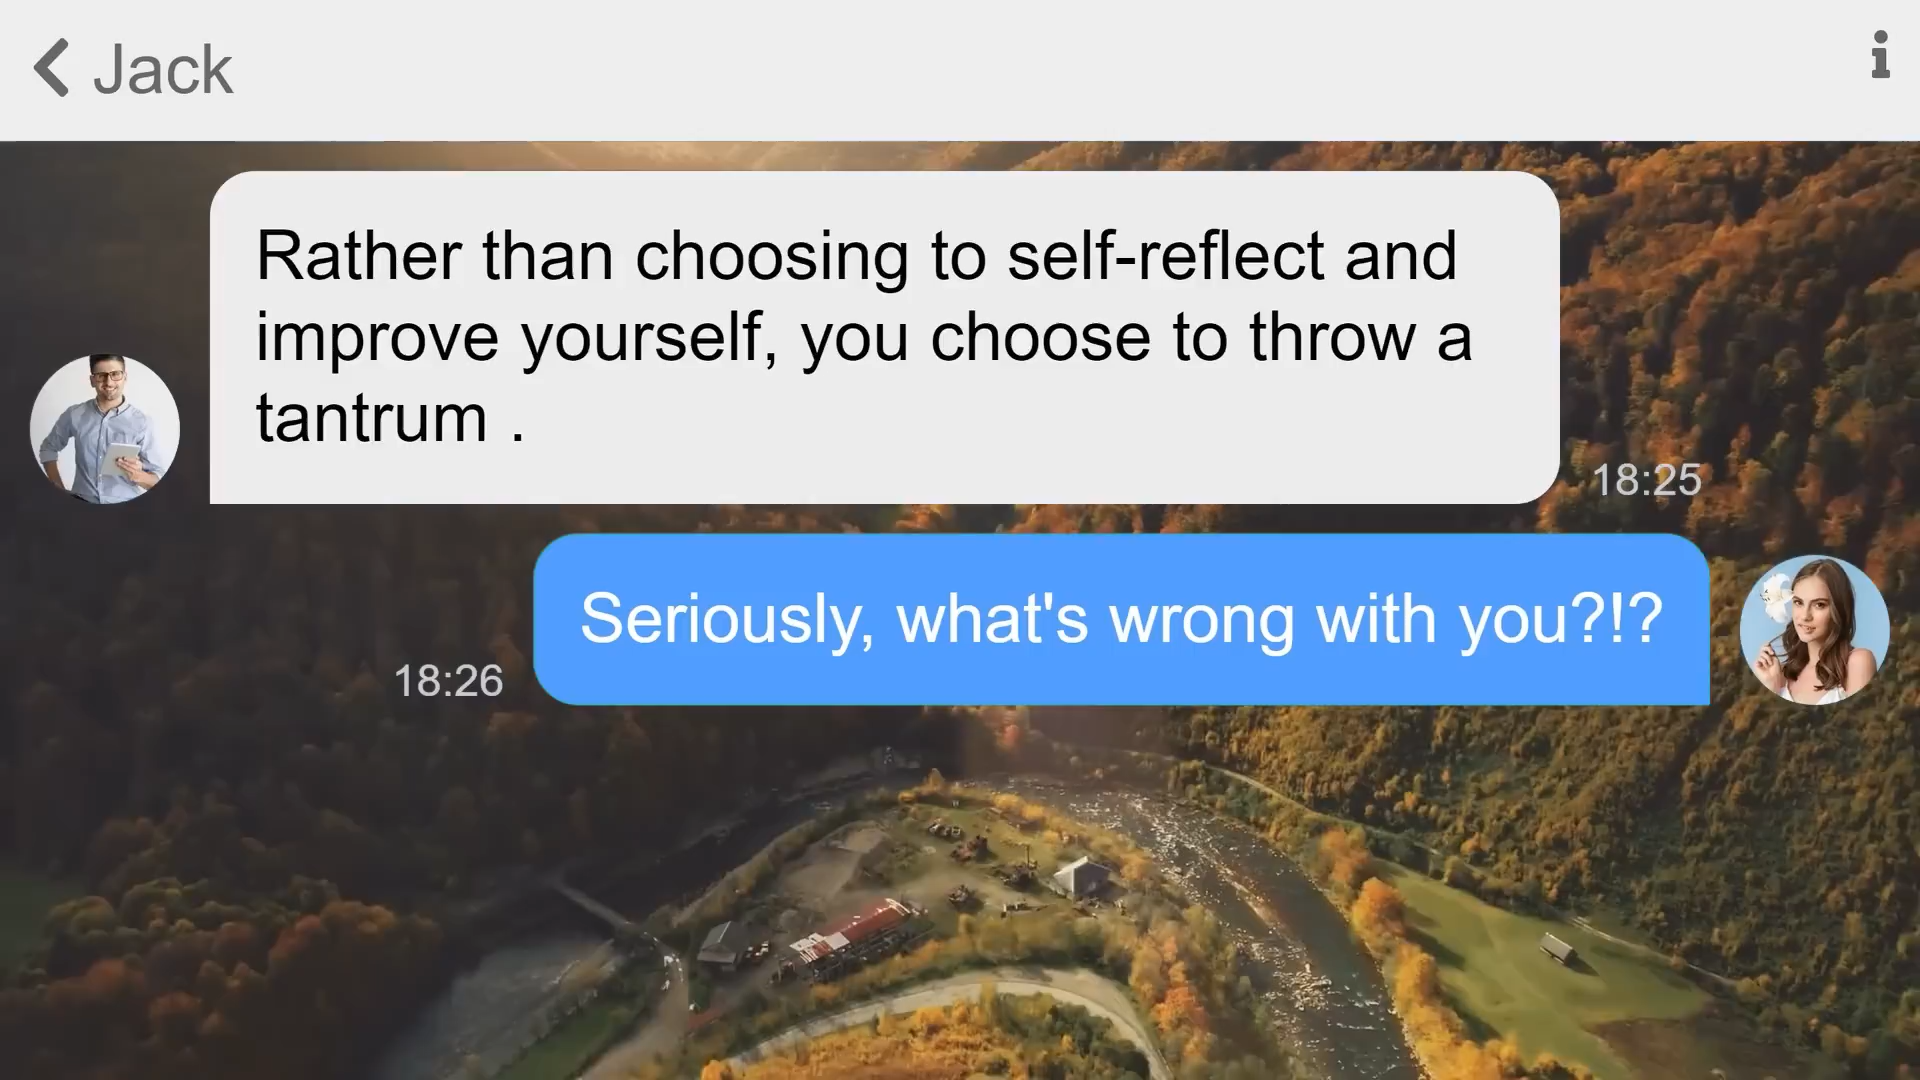 Jack
Rather than choosing to self-reflect and
improve yourself, you choose to throw a
tantrum .
18:25
Seriously, what's wrong with you?!?
18:26